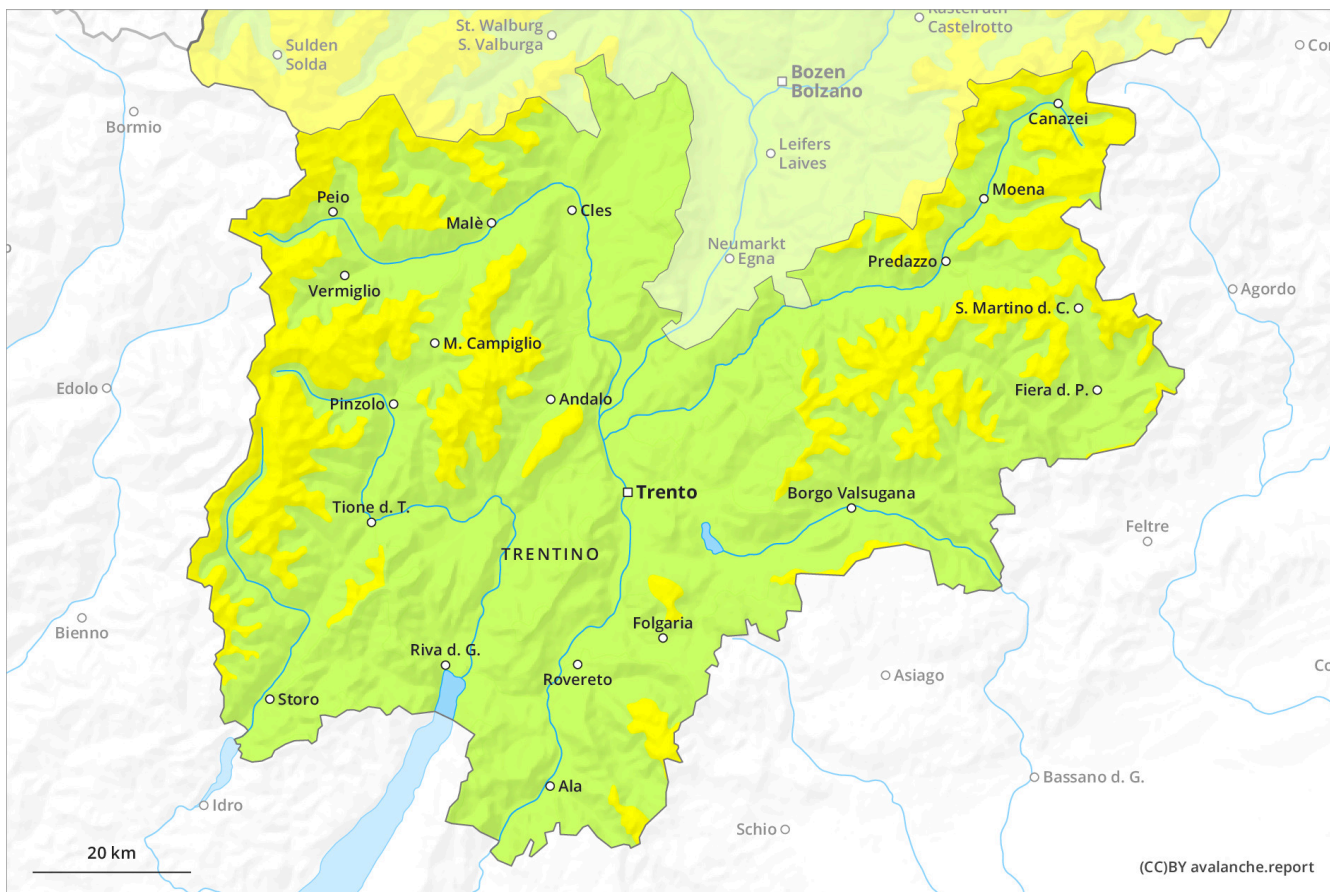 Kastelruth
Castelrotto
St. Walburg
S. Valburga
Sulden
Solda
Bozen
Bolzano
Bormio
Canazei
Leifers
Laives
Moena
Peio
Malè
Cles
Neumarkt
Egna
Predazzo
Vermiglio
Agordo
S. Martino d. C.
M. Campiglio
Edolo
Pinzolo
Andalo
Fiera d. P.
Trento
Borgo Valsugana
Tione d. T.
Feltre
TRENTINO
Bienno
Folgaria
Riva d. G.
Rovereto
Asiago
Storo
Bassano d. G.
Ala
Idro
Schio
20 km
(CC)BY avalanche.report